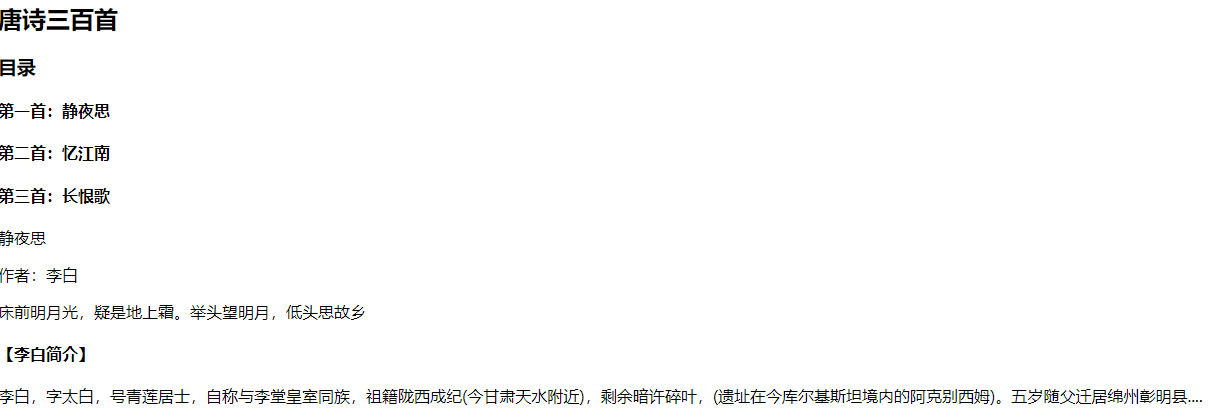 唐诗三百首
目录
第一首：静夜思
第二首：忆江南
第三首：长恨歌
静夜思
作者：李白
床前明月光，疑是地上霜。举头望明月，低头思故乡
【李白简介】
李白，字太白，号青莲居士，自称与李堂皇室同族，祖籍陇西成纪(今甘肃天水附近)，剩余暗许碎叶，(遗址在今库尔基斯坦境内的阿克别西姆)。五岁随父迁居绵州彰明县....